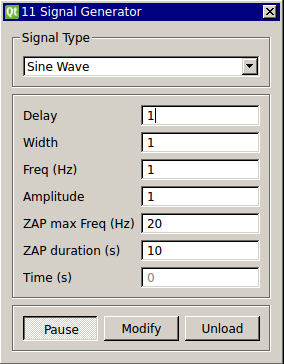 Qt 11 Signal Generator
Signal Type
Sine Wave
Delay 1
Width 1
Freq (Hz) 1
Amplitude 1
ZAP max Freq (Hz) 20
ZAP duration (s) 10
Time (s) 0
Pause Modify Unload